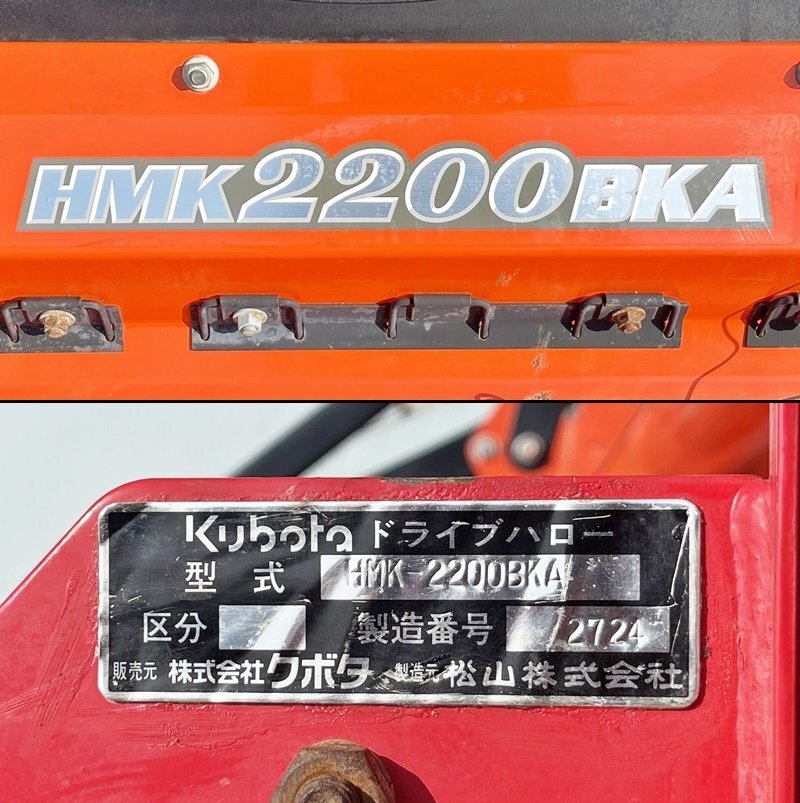 HMK2200BKA
Kubota ドライブハロー
型式 HMK-2200BKA
区分 製造番号 2724
販売元 株式会社クボタ 製造元 松山株式会社